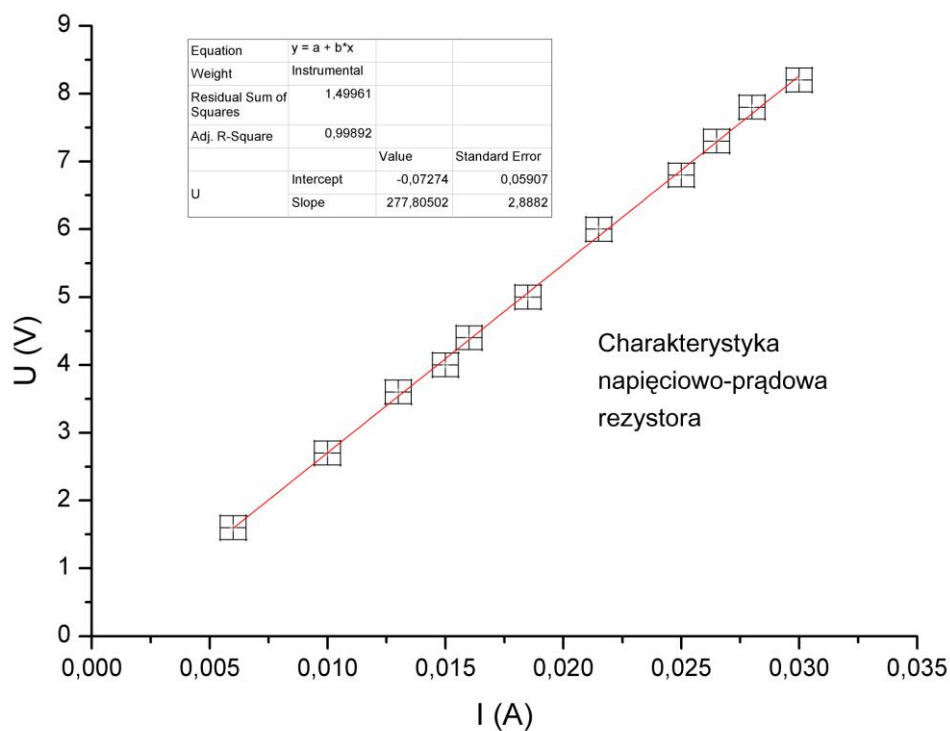 9
8
7
6
5
4
3
2
1
0
U (V)
Equation y = a + b*x
Weight Instrumental
Residual Sum of Squares 1,49961
Adj. R-Square 0,99892
Value Standard Error
U Intercept -0,07274 0,05907
Slope 277,80502 2,8882
Charakterystyka
napięciowo-prądowa
rezystora
0,000 0,005 0,010 0,015 0,020 0,025 0,030 0,035
I (A)